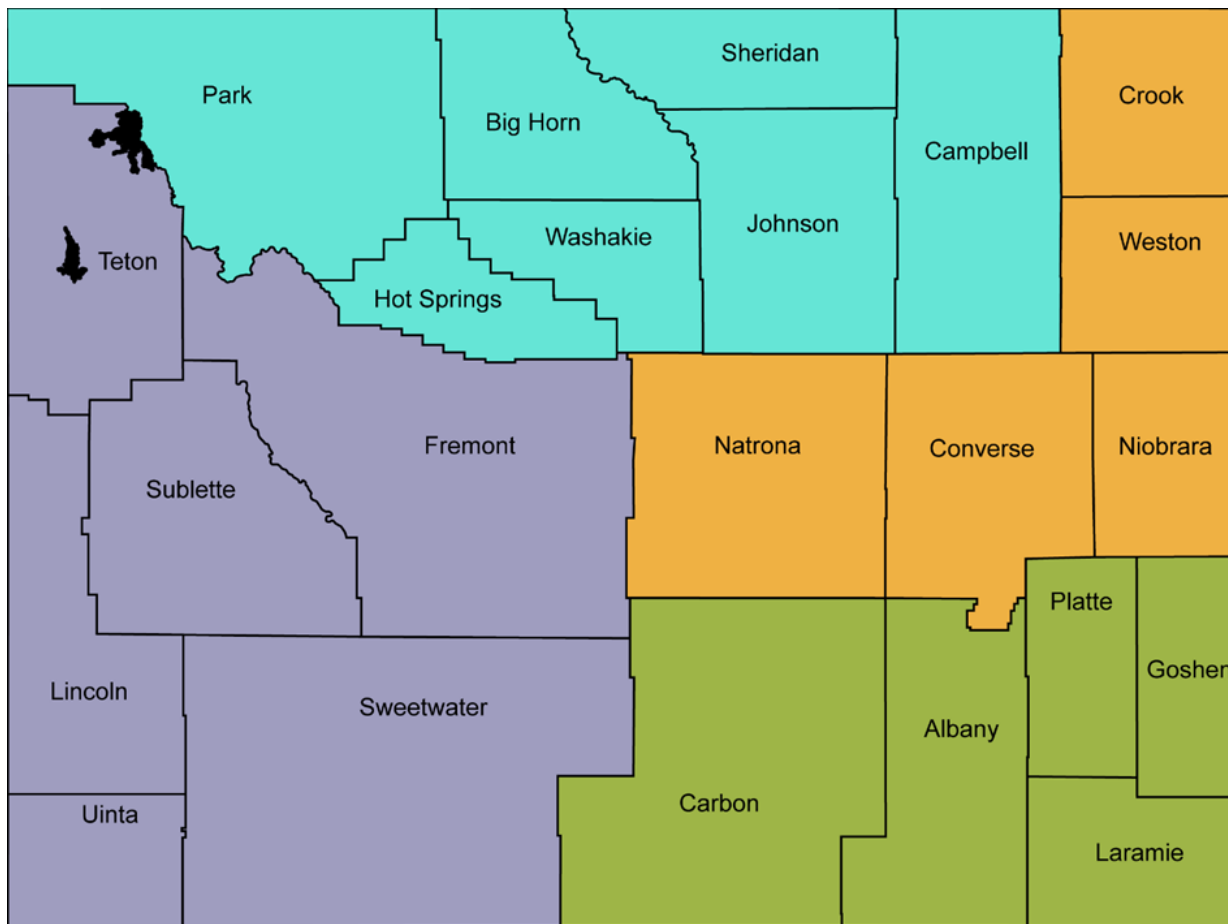 Sheridan
Park
Crook
Big Horn
Campbell
Johnson
Washakie
Weston
Teton
Hot Springs
Fremont
Natrona
Converse
Niobrara
Sublette
Platte
Goshen
Lincoln
Sweetwater
Albany
Carbon
Uinta
Laramie